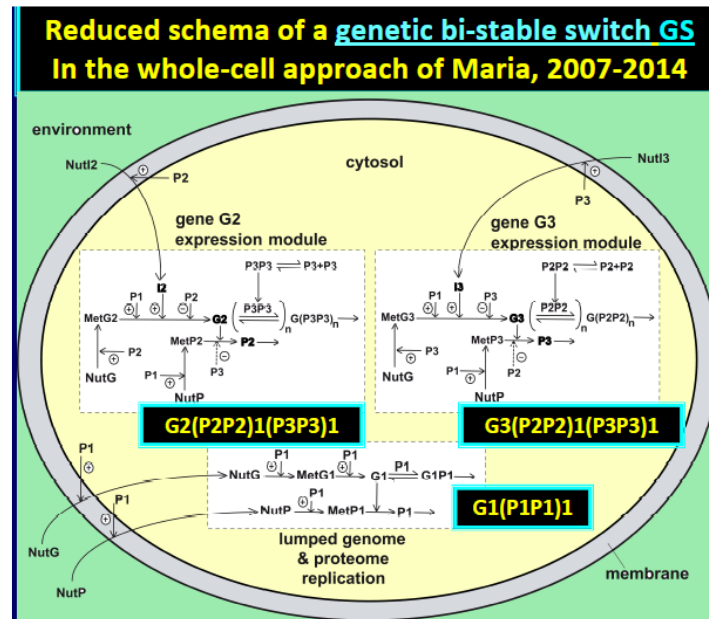 Reduced schema of a genetic bi-stable switch GS
In the whole-cell approach of Maria, 2007-2014
environment
NutI2
P2
cytosol
NutI3
P3
gene G2
expression module
gene G3
expression module
P3P3 ⇌ P3+P3
I2
P1
P2
MetG2
G2
( P3P3 ⇌ )n
G(P3P3)n
MetP2
P2
P2
NutG
P1
P3
NutP
P2P2 ⇌ P2+P2
I3
P1
P3
MetG3
G3
( P2P2 ⇌ )n
G(P2P2)n
MetP3
P3
P3
NutG
P1
P2
NutP
G2(P2P2)1(P3P3)1
G3(P2P2)1(P3P3)1
P1
P1
P1
P1
NutG
MetG1
G1
P1
G1P1
P1
NutP
MetP1
P1
G1(P1P1)1
lumped genome
& proteome
replication
NutG
NutP
membrane